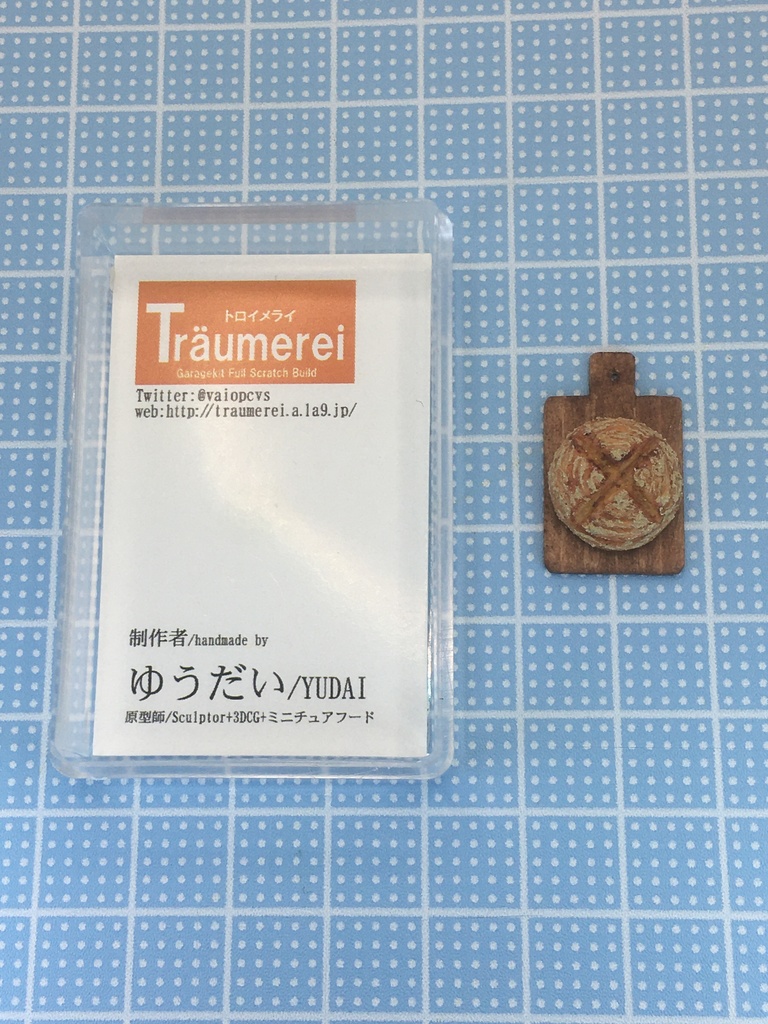 トロイメライ
Träumerei
Garagekit Full Scratch Build
Twitter:@vaiopcvs
web:http://traumerei.a.la9.jp/
制作者/handmade by
ゆうだい/YUDAI
原型師/Sculptor+3DCG+ミニチュアフード